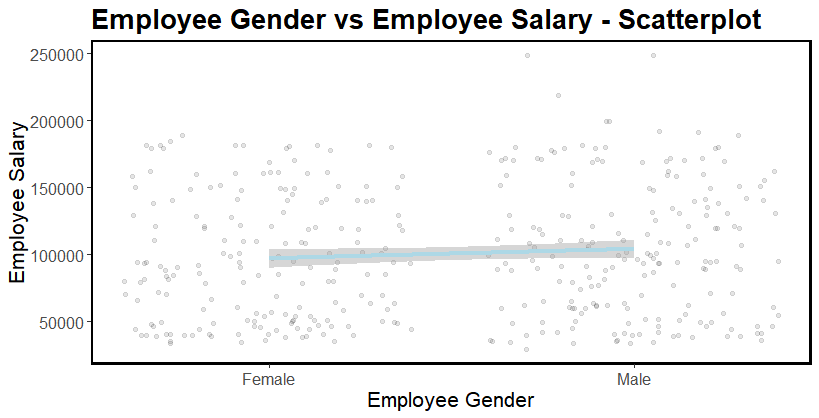 Employee Gender vs Employee Salary - Scatterplot
Employee Salary
250000
200000
150000
100000
50000
Female
Male
Employee Gender